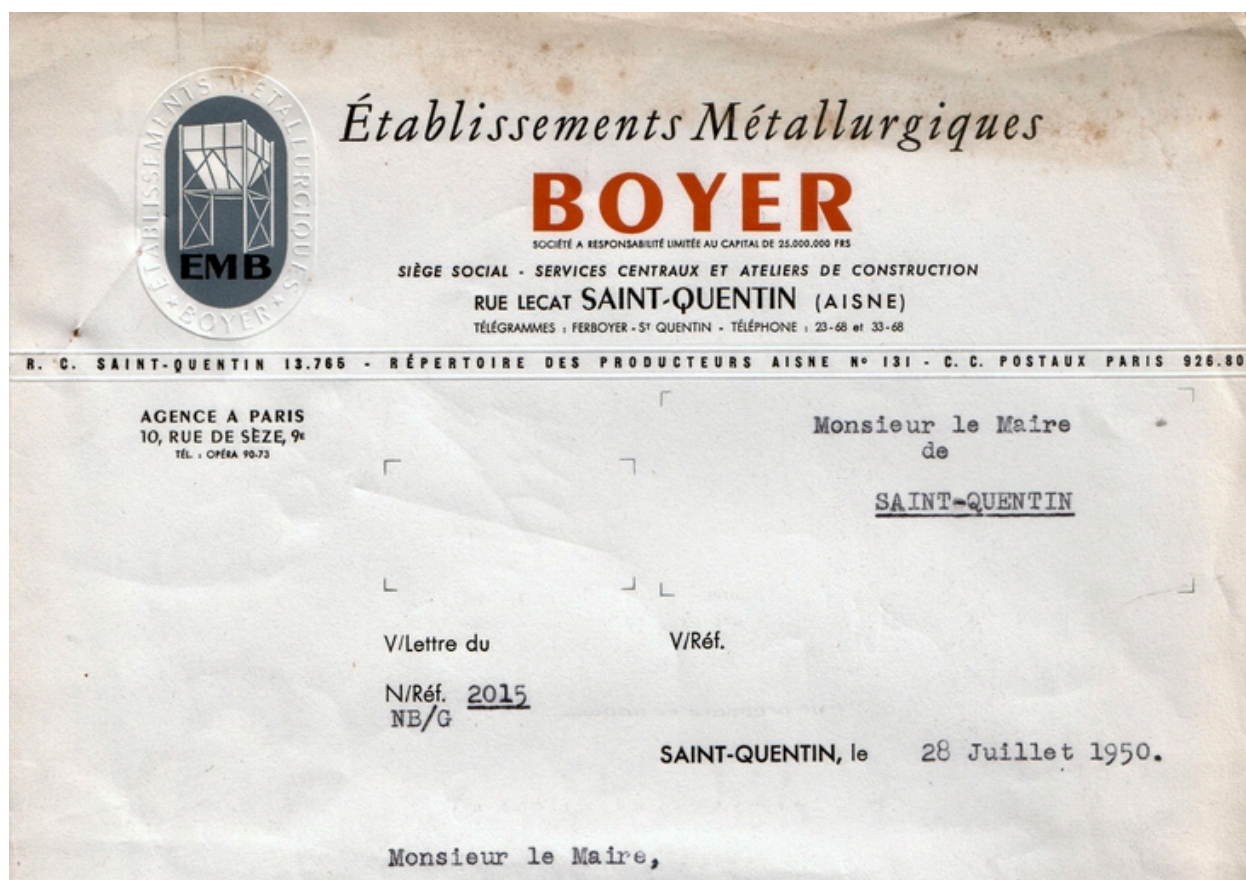 ÉTABLISSEMENTS MÉTALLURGIQUES
★ BOYER ★
EMB
Établissements Métallurgiques
BOYER
SOCIÉTÉ A RESPONSABILITÉ LIMITÉE AU CAPITAL DE 25.000.000 FRS
SIÈGE SOCIAL - SERVICES CENTRAUX ET ATELIERS DE CONSTRUCTION
RUE LECAT SAINT-QUENTIN (AISNE)
TÉLÉGRAMMES : FERBOYER - ST QUENTIN - TÉLÉPHONE : 23-68 et 33-68
R. C. SAINT-QUENTIN 13.765 - RÉPERTOIRE DES PRODUCTEURS AISNE No 131 - C. C. POSTAUX PARIS 926.80
AGENCE A PARIS
10, RUE DE SÈZE, 9e
TÉL. : OPÉRA 90-73
Monsieur le Maire
de
SAINT-QUENTIN
V/Lettre du
V/Réf.
N/Réf. 2015
NB/G
SAINT-QUENTIN, le 28 Juillet 1950.
Monsieur le Maire,